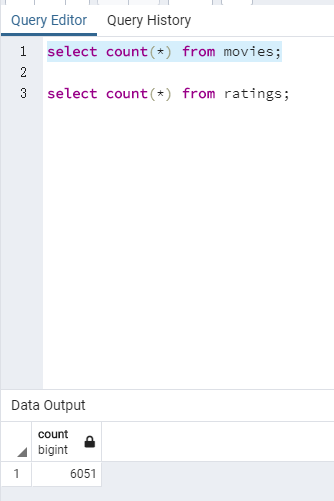 Query Editor Query History
1 select count(*) from movies;
2
3 select count(*) from ratings;
Data Output
count
bigint
1 6051